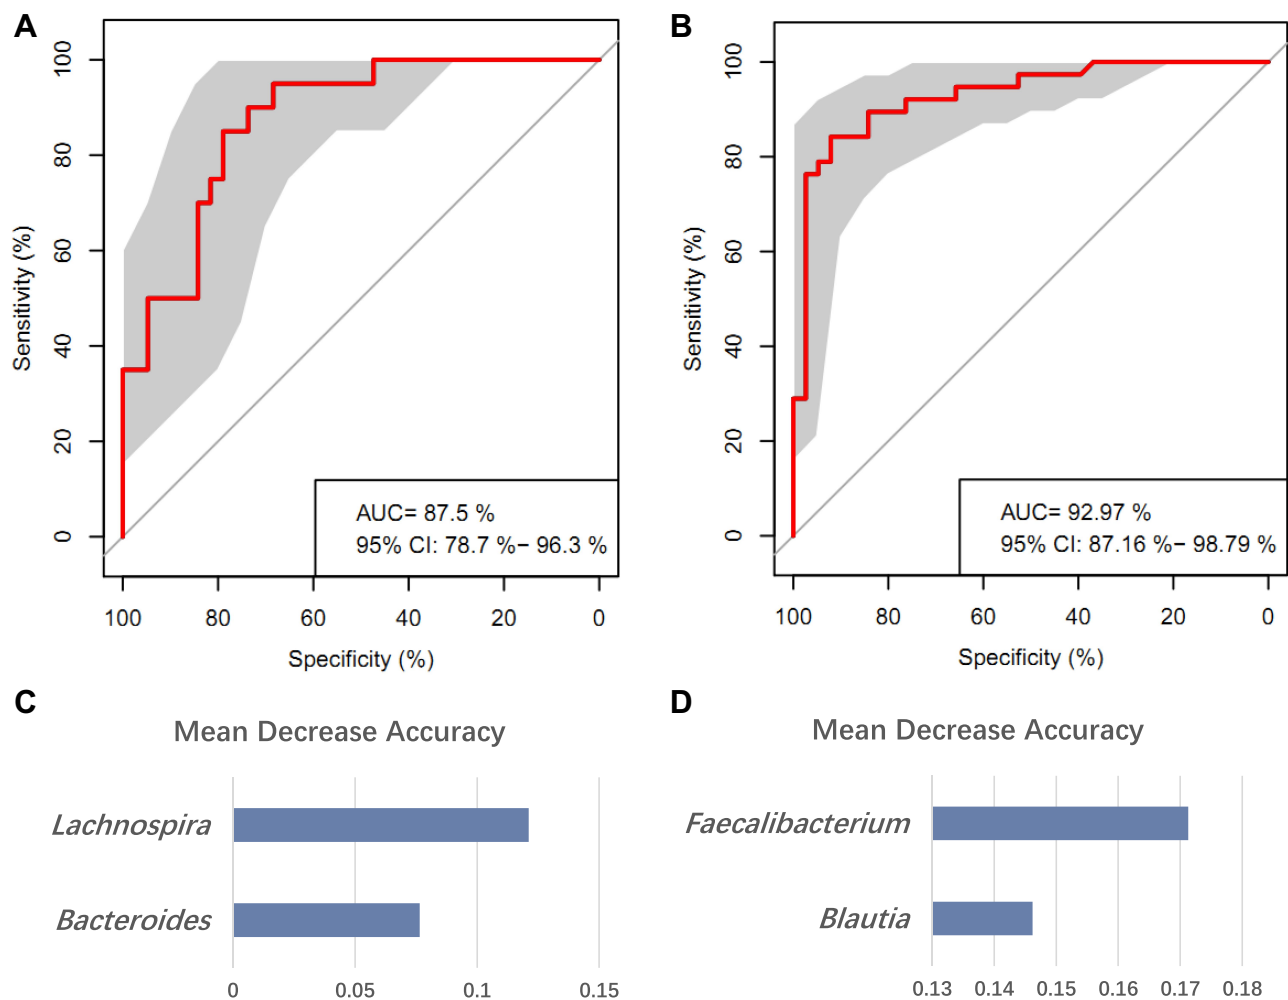 A
Sensitivity (%)
100
80
60
40
20
0
AUC= 87.5 %
95% CI: 78.7 %− 96.3 %
100 80 60 40 20 0
Specificity (%)
B
Sensitivity (%)
100
80
60
40
20
0
AUC= 92.97 %
95% CI: 87.16 %− 98.79 %
100 80 60 40 20 0
Specificity (%)
C
Mean Decrease Accuracy
Lachnospira
Bacteroides
0 0.05 0.1 0.15
D
Mean Decrease Accuracy
Faecalibacterium
Blautia
0.13 0.14 0.15 0.16 0.17 0.18